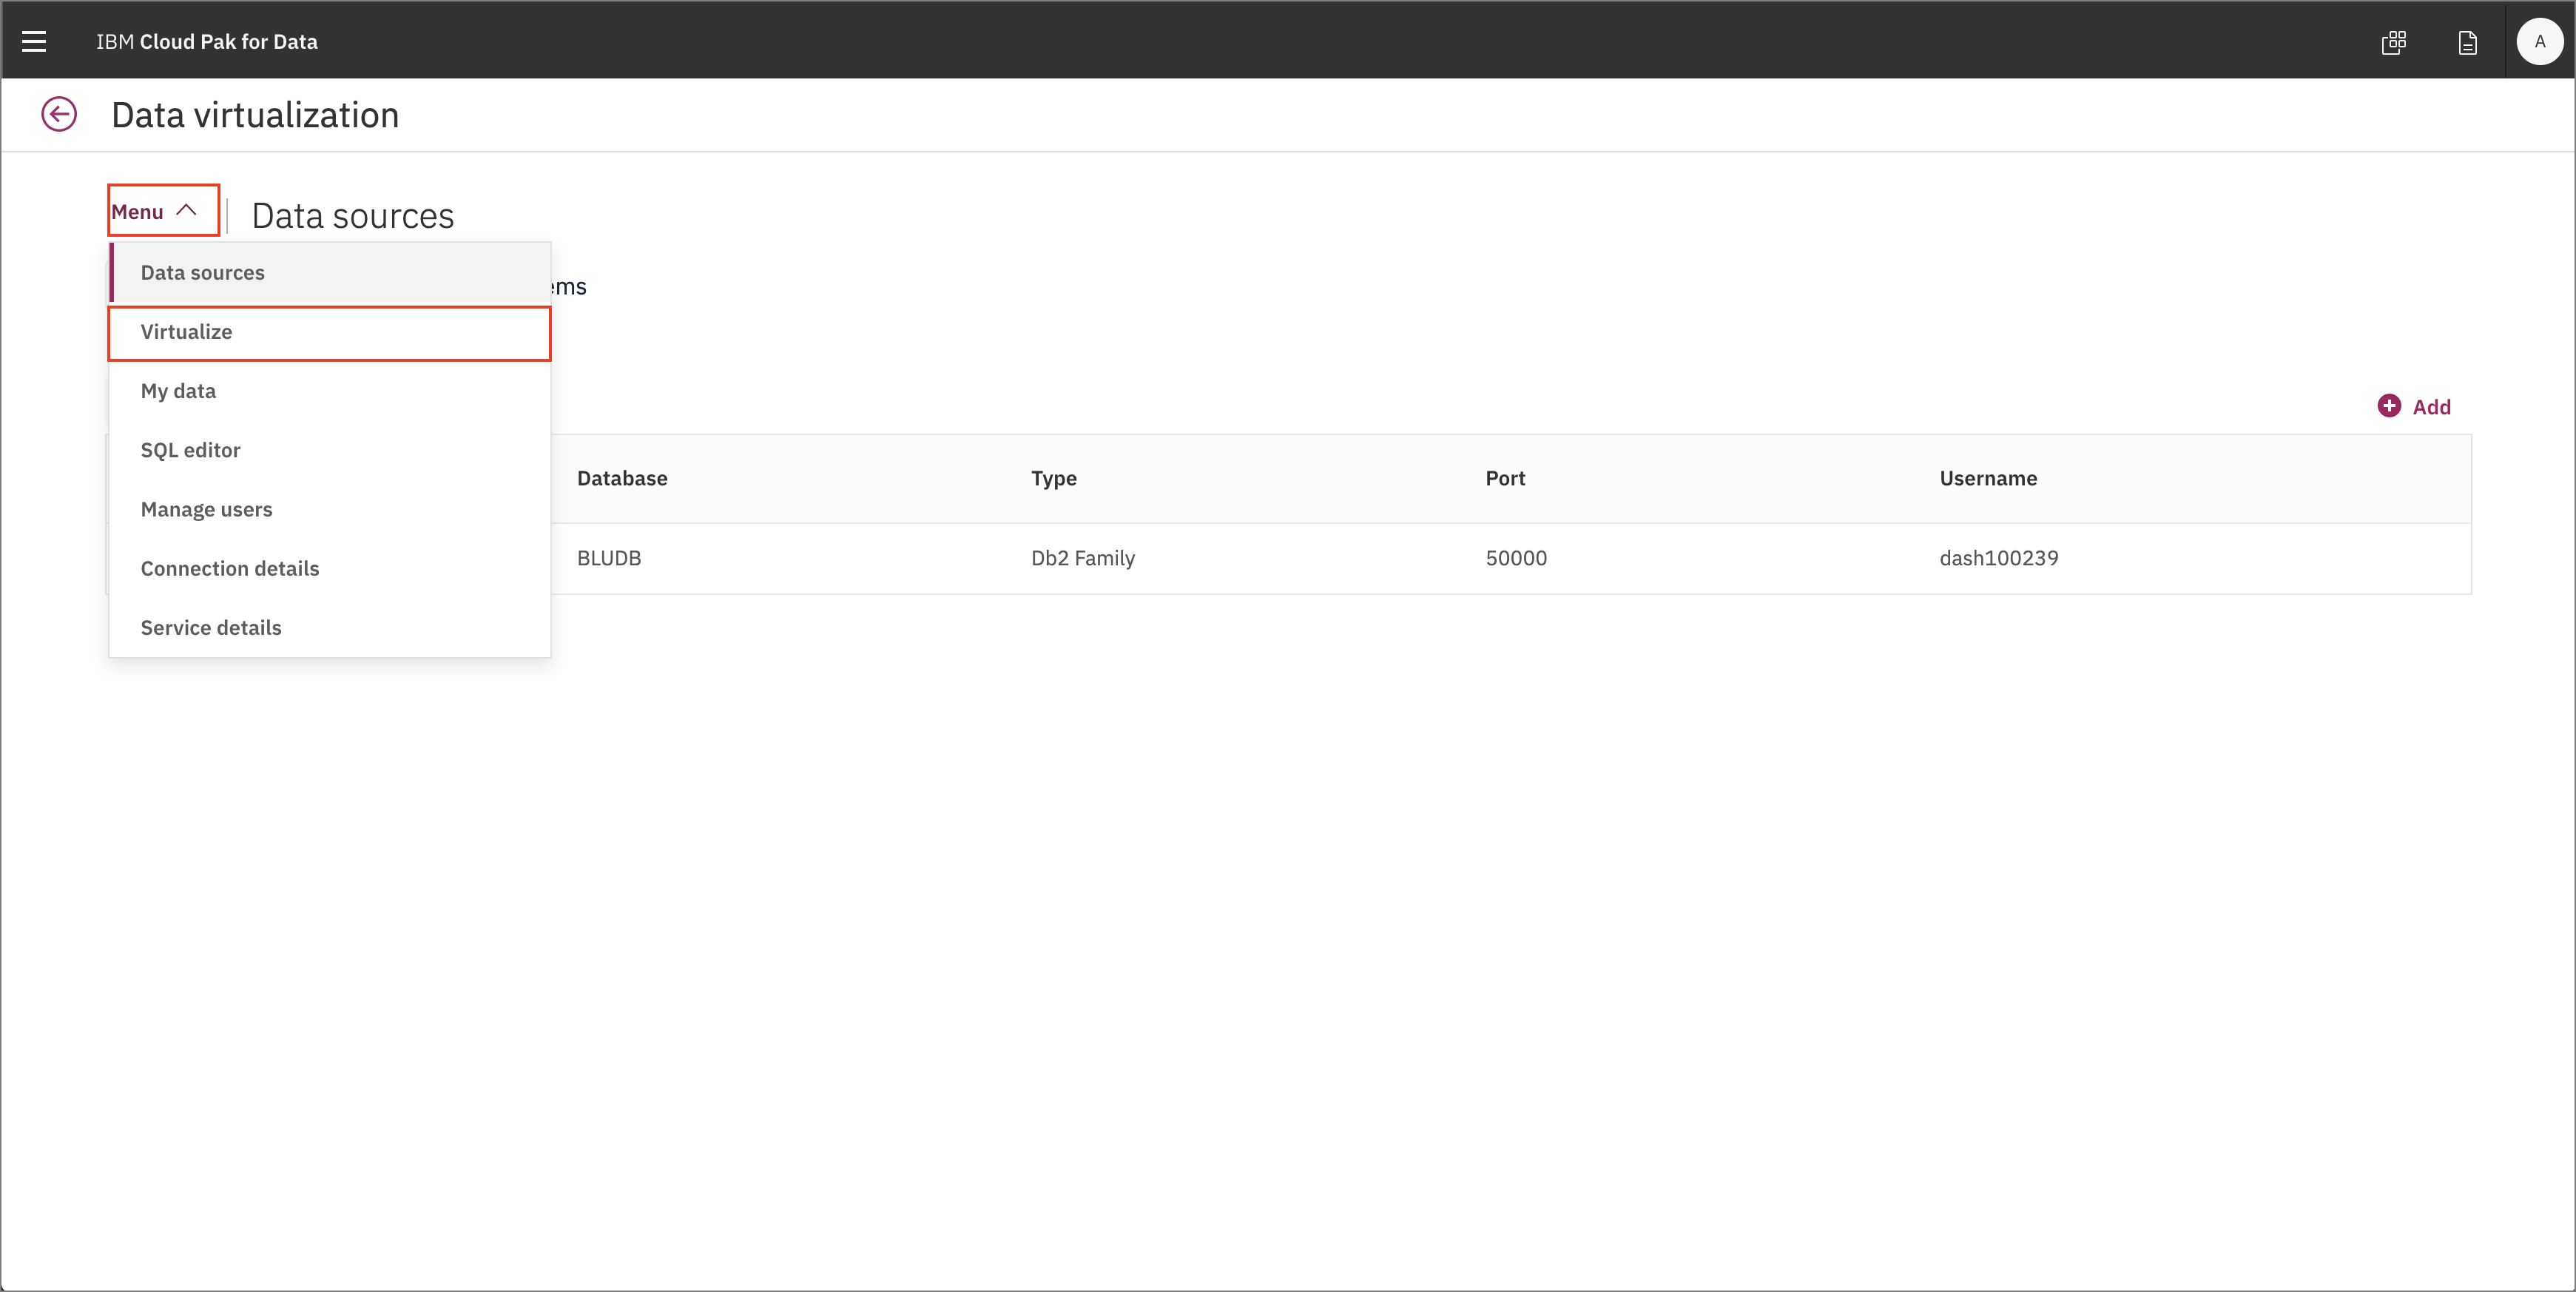 IBM Cloud Pak for Data
A
Data virtualization
Menu
Data sources
Data sources
Virtualize
My data
SQL editor
Manage users
Connection details
Service details
Add
Database Type Port Username
BLUDB Db2 Family 50000 dash100239